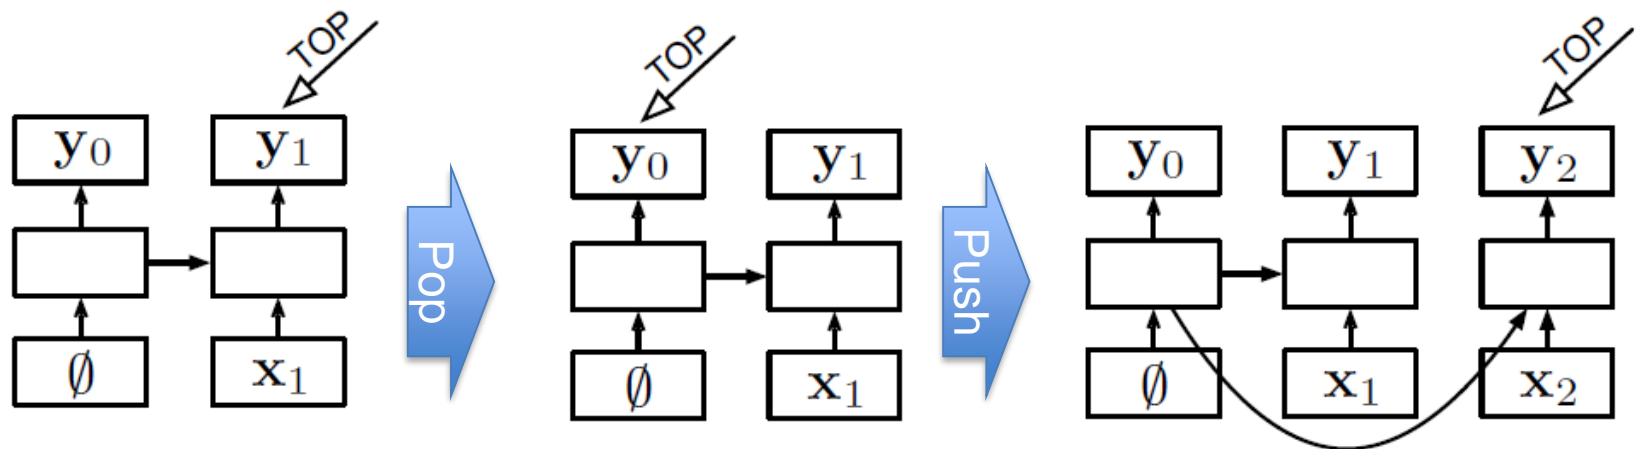 TOP
y₀ y₁
∅ x₁
Pop
TOP
y₀ y₁
∅ x₁
Push
TOP
y₀ y₁ y₂
∅ x₁ x₂